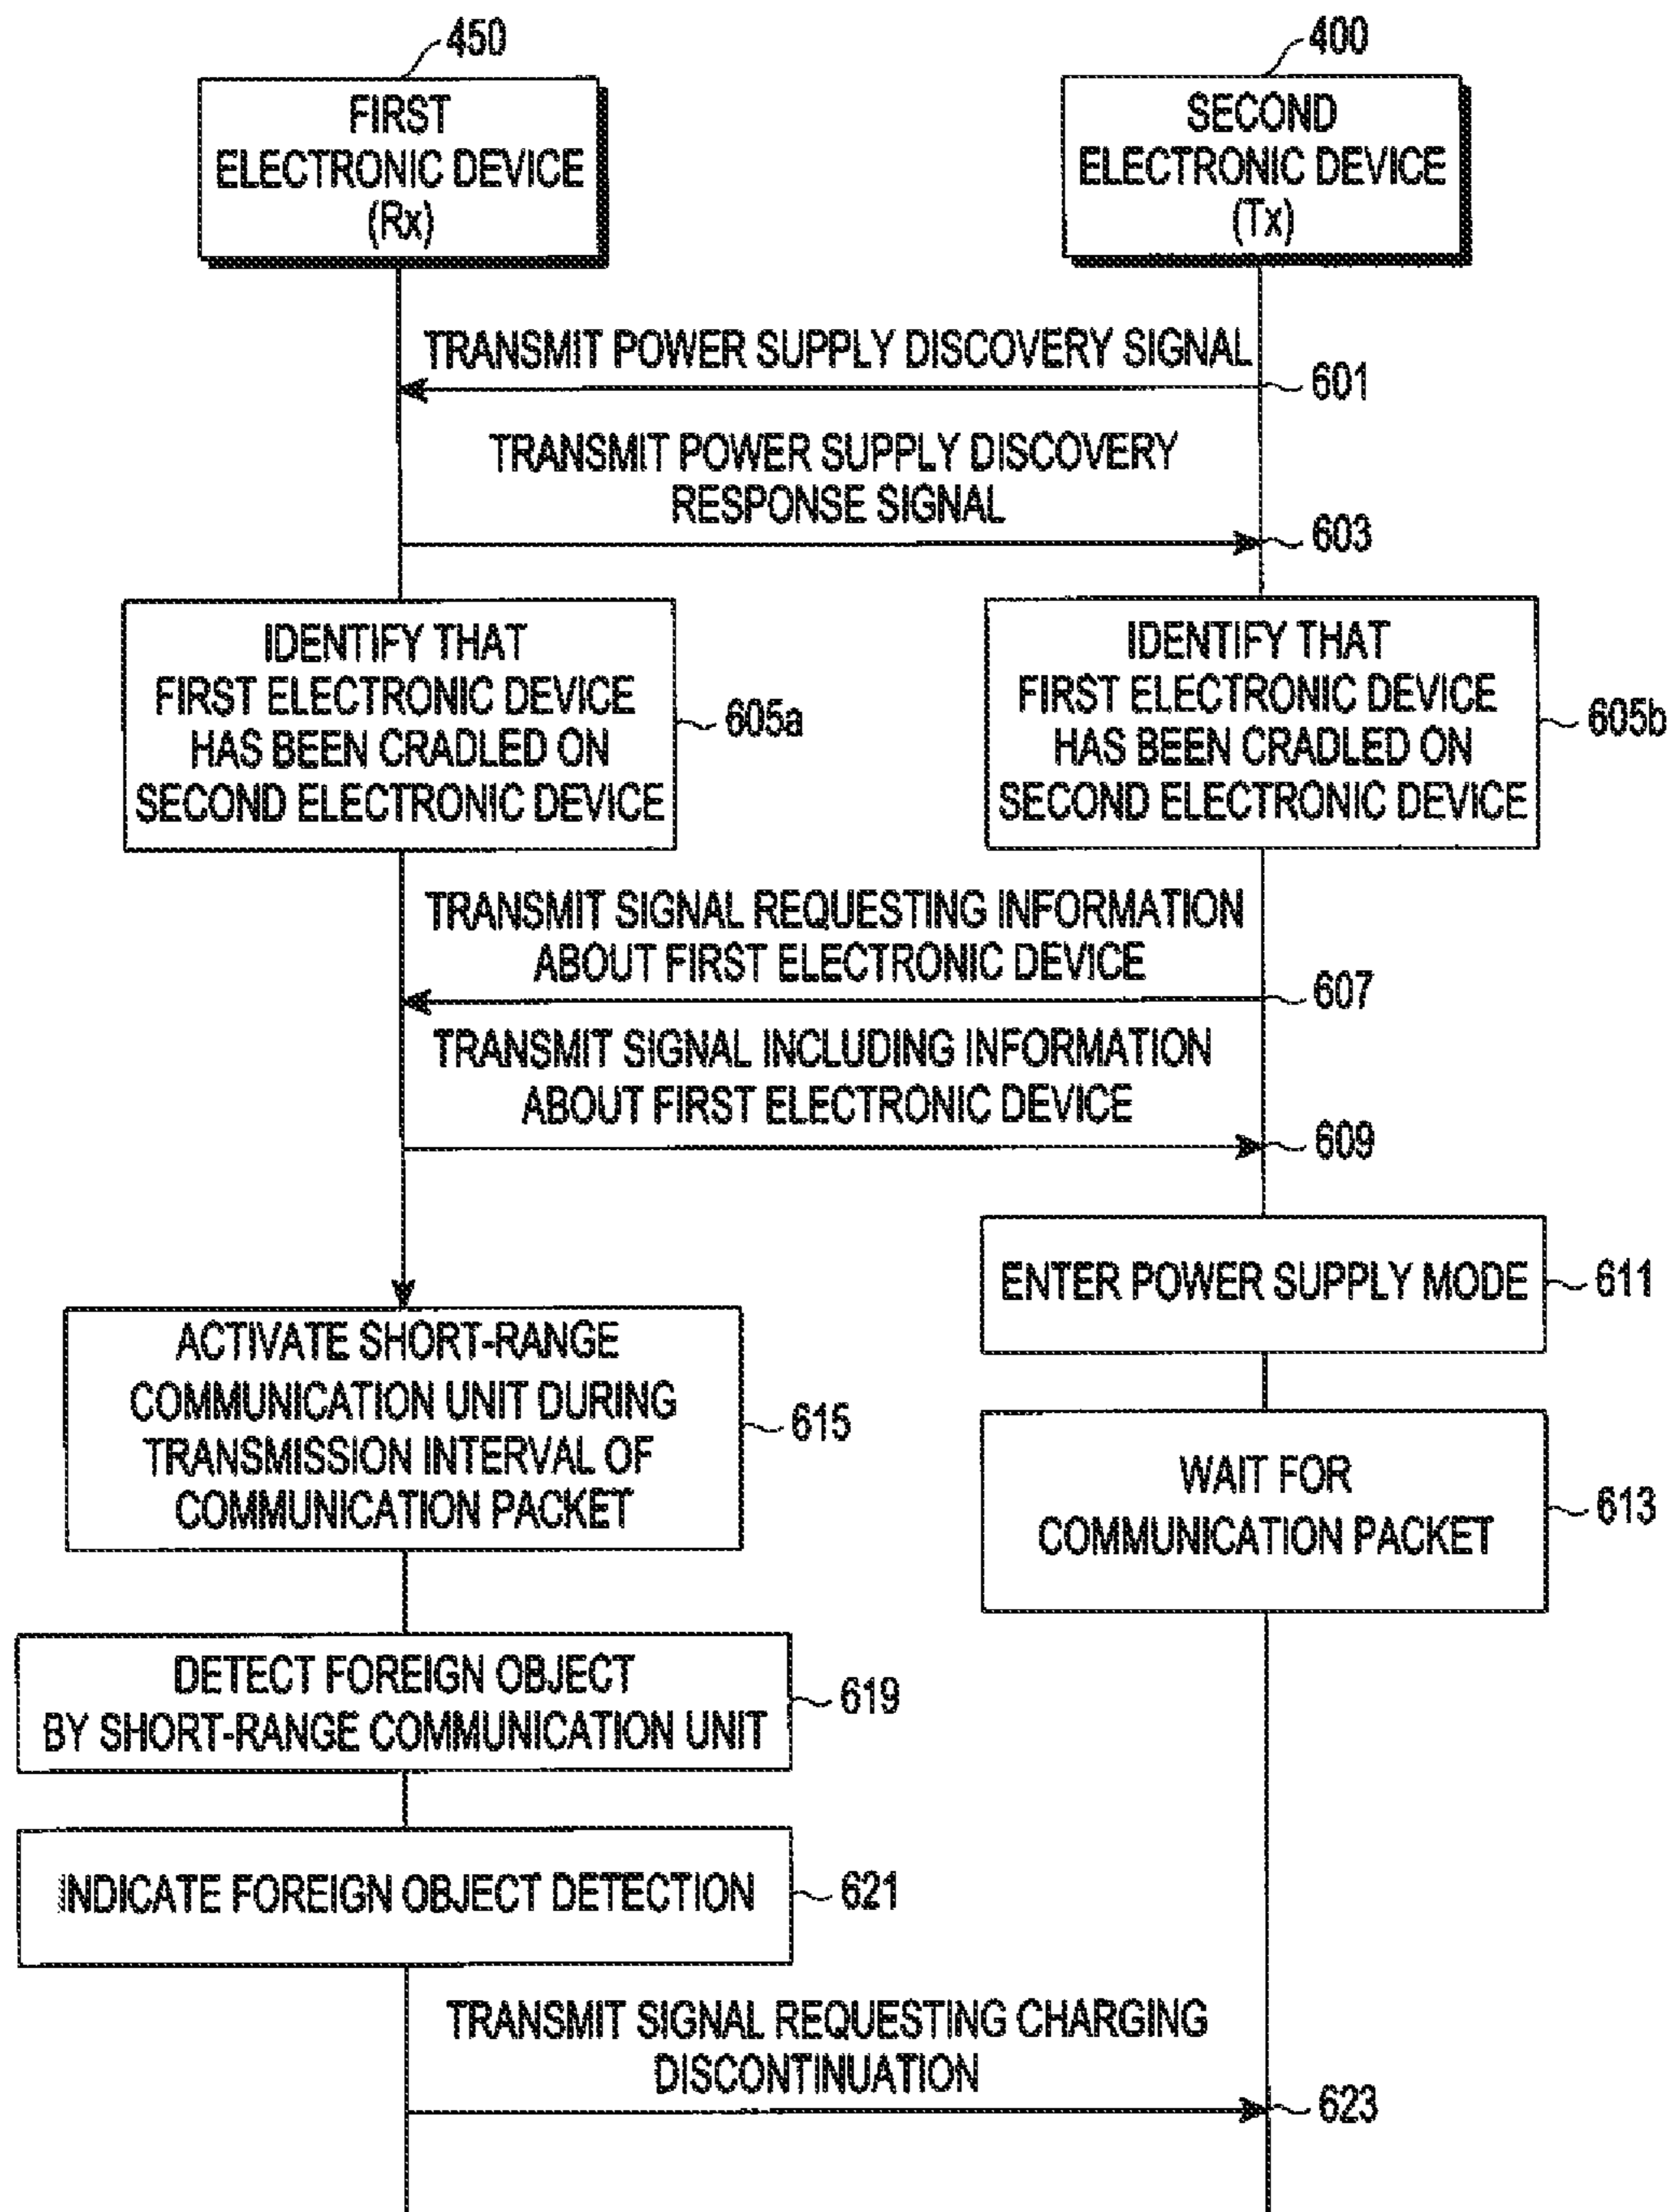 450
400
FIRST
ELECTRONIC DEVICE
(Rx)
SECOND
ELECTRONIC DEVICE
(Tx)
TRANSMIT POWER SUPPLY DISCOVERY SIGNAL
601
TRANSMIT POWER SUPPLY DISCOVERY
RESPONSE SIGNAL
603
IDENTIFY THAT
FIRST ELECTRONIC DEVICE
HAS BEEN CRADLED ON
SECOND ELECTRONIC DEVICE
605a
IDENTIFY THAT
FIRST ELECTRONIC DEVICE
HAS BEEN CRADLED ON
SECOND ELECTRONIC DEVICE
605b
TRANSMIT SIGNAL REQUESTING INFORMATION
ABOUT FIRST ELECTRONIC DEVICE
607
TRANSMIT SIGNAL INCLUDING INFORMATION
ABOUT FIRST ELECTRONIC DEVICE
609
ENTER POWER SUPPLY MODE
611
ACTIVATE SHORT-RANGE
COMMUNICATION UNIT DURING
TRANSMISSION INTERVAL OF
COMMUNICATION PACKET
615
WAIT FOR
COMMUNICATION PACKET
613
DETECT FOREIGN OBJECT
BY SHORT-RANGE COMMUNICATION UNIT
619
INDICATE FOREIGN OBJECT DETECTION
621
TRANSMIT SIGNAL REQUESTING CHARGING
DISCONTINUATION
623